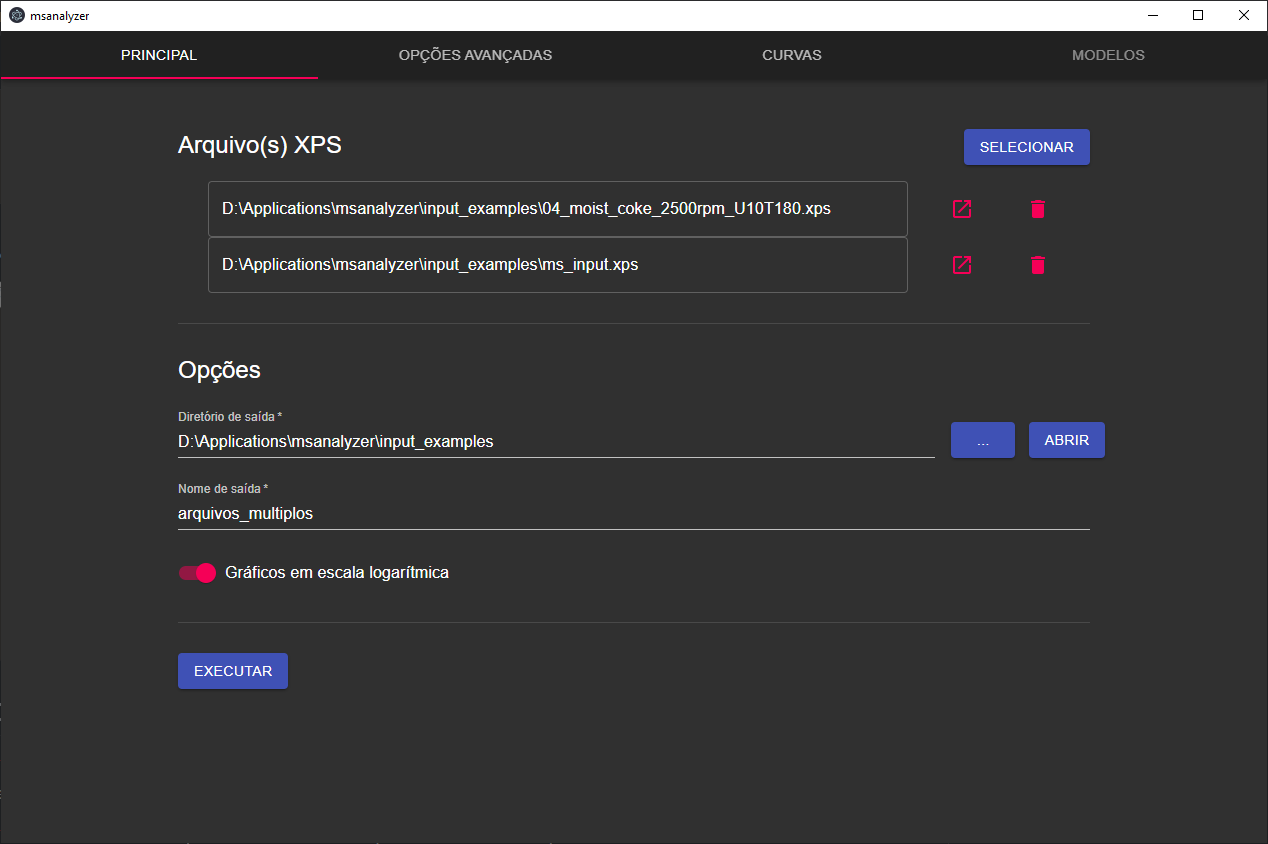 msanalyzer
PRINCIPAL OPÇÕES AVANÇADAS CURVAS MODELOS
Arquivo(s) XPS SELECIONAR
D:\Applications\msanalyzer\input_examples\04_moist_coke_2500rpm_U10T180.xps
D:\Applications\msanalyzer\input_examples\ms_input.xps
Opções
Diretório de saída *
D:\Applications\msanalyzer\input_examples ... ABRIR
Nome de saída *
arquivos_multiplos
Gráficos em escala logarítmica
EXECUTAR